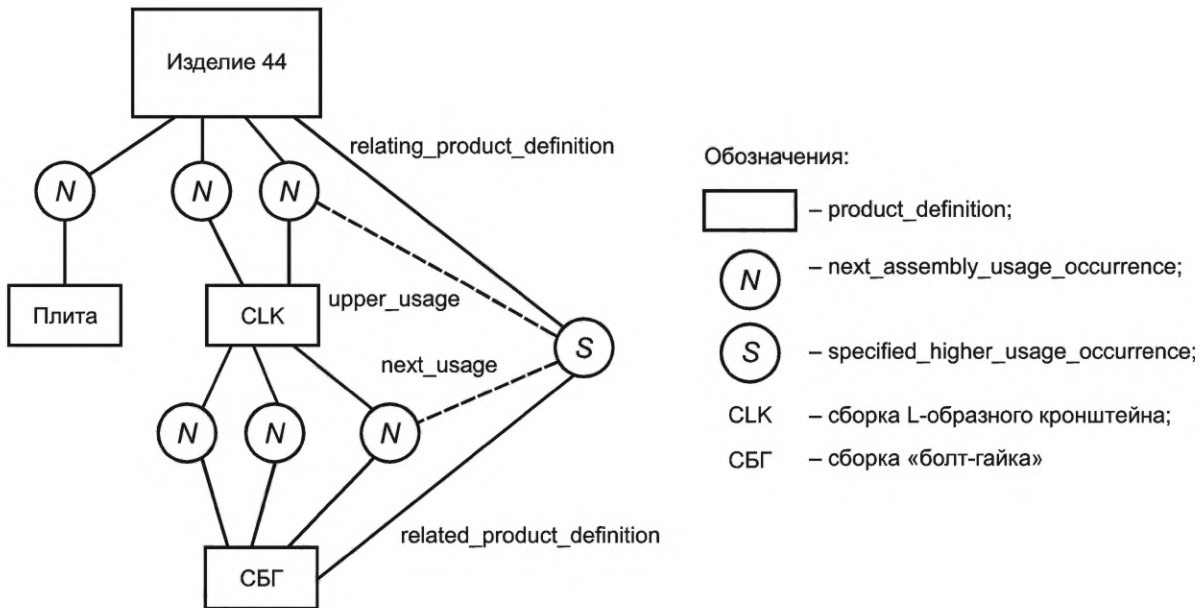 Изделие 44
relating_product_definition
N
N
N
Плита
CLK
upper_usage
S
next_usage
N
N
N
related_product_definition
СБГ
Обозначения:
– product_definition;
N – next_assembly_usage_occurrence;
S – specified_higher_usage_occurrence;
CLK – сборка L-образного кронштейна;
СБГ – сборка «болт-гайка»